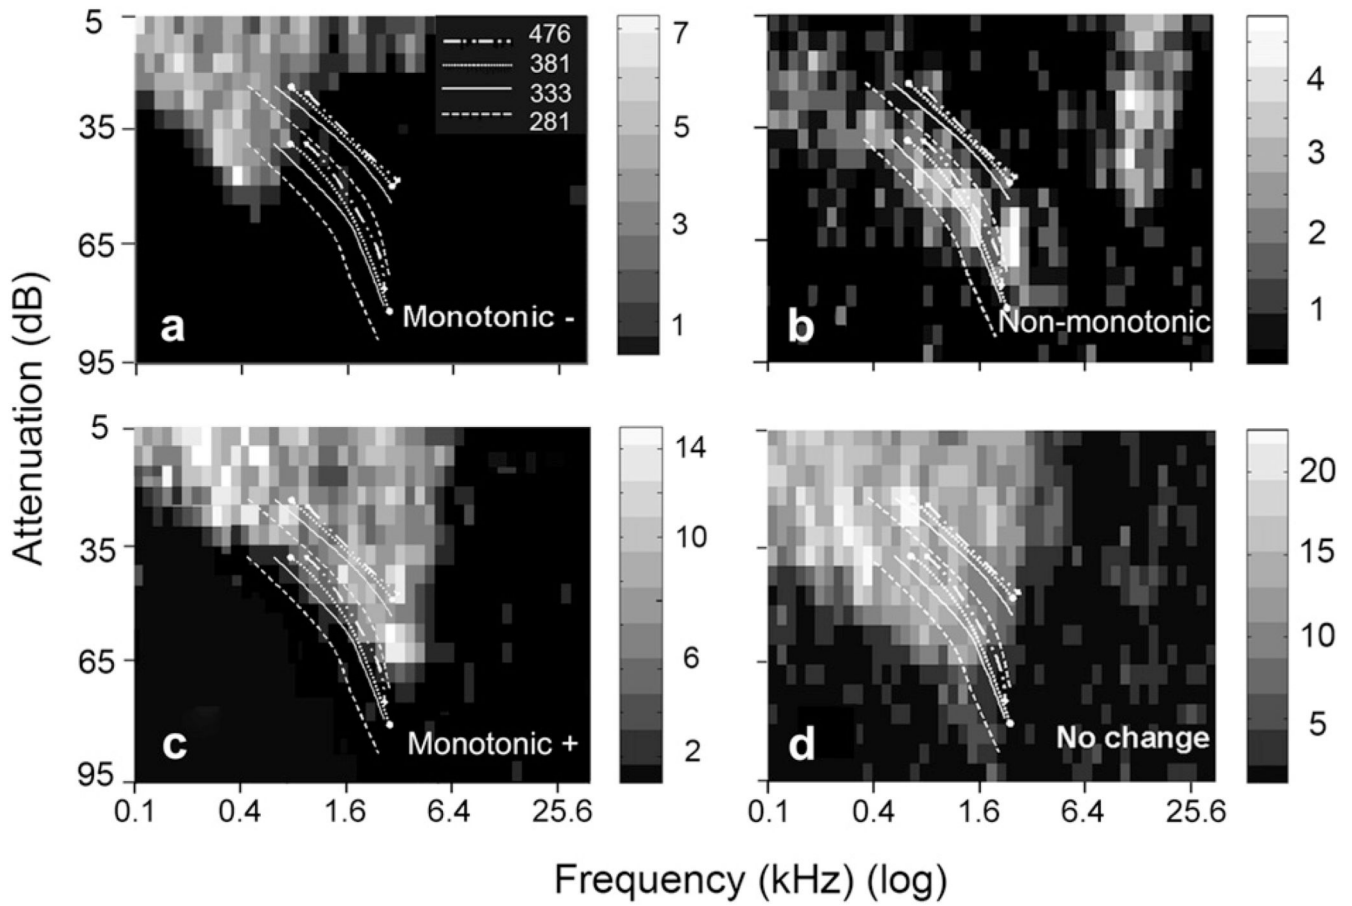 5
35
65
95
476
381
333
281
a
Monotonic -
7
5
3
1
b
Non-monotonic
4
3
2
1
5
35
65
95
c
Monotonic +
14
10
6
2
d
No change
20
15
10
5
0.1 0.4 1.6 6.4 25.6
0.1 0.4 1.6 6.4 25.6
Attenuation (dB)
Frequency (kHz) (log)